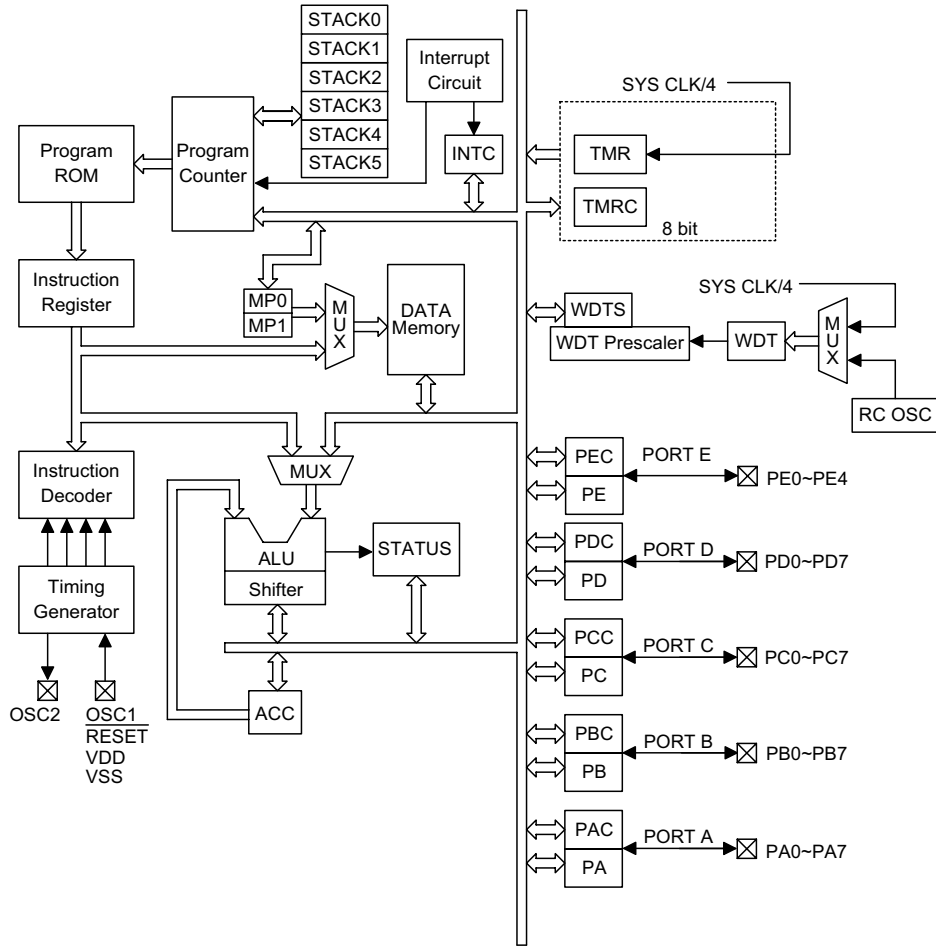 STACK0
STACK1
STACK2
STACK3
STACK4
STACK5
Interrupt
Circuit
SYS CLK/4
Program
ROM
Program
Counter
INTC
TMR
TMRC
8 bit
Instruction
Register
MP0
MP1
MUX
DATA
Memory
SYS CLK/4
WDTS
WDT Prescaler
WDT
MUX
RC OSC
Instruction
Decoder
MUX
PEC
PE
PORT E
PE0~PE4
ALU
Shifter
STATUS
PDC
PD
PORT D
PD0~PD7
Timing
Generator
PCC
PC
PORT C
PC0~PC7
OSC2
OSC1
RESET
VDD
VSS
ACC
PBC
PB
PORT B
PB0~PB7
PAC
PA
PORT A
PA0~PA7